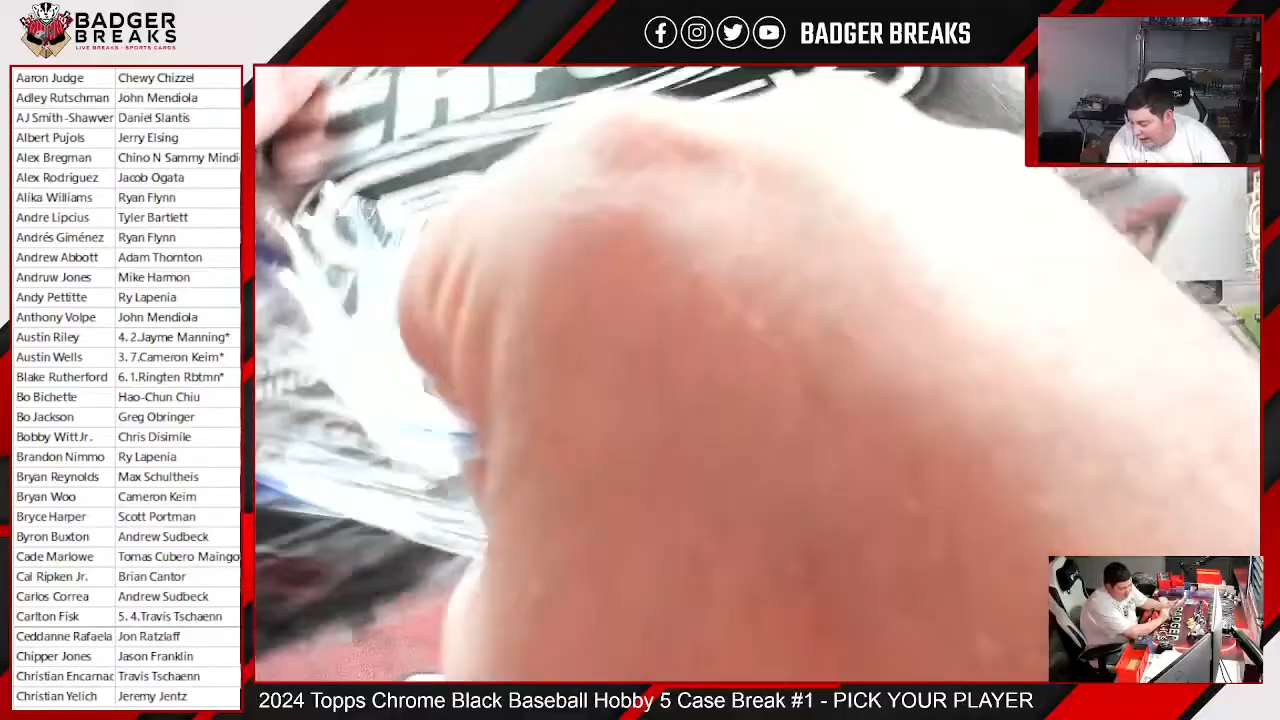 BADGER
BREAKS
LIVE BREAKS - SPORTS CARDS
BADGER BREAKS
Aaron Judge Chewy Chizzel
Adley Rutschman John Mendiola
AJ Smith-Shawver Daniel Slantis
Albert Pujols Jerry Elsing
Alex Bregman Chino N Sammy Mindi
Alex Rodriguez Jacob Ogata
Alika Williams Ryan Flynn
Andre Lipcius Tyler Bartlett
Andrés Giménez Ryan Flynn
Andrew Abbott Adam Thornton
Andruw Jones Mike Harmon
Andy Pettitte Ry Lapenia
Anthony Volpe John Mendiola
Austin Riley 4. 2.Jayme Manning*
Austin Wells 3. 7.Cameron Keim*
Blake Rutherford 6. 1.Ringten Rbtmn*
Bo Bichette Hao-Chun Chiu
Bo Jackson Greg Obringer
Bobby Witt Jr. Chris Disimile
Brandon Nimmo Ry Lapenia
Bryan Reynolds Max Schultheis
Bryan Woo Cameron Keim
Bryce Harper Scott Portman
Byron Buxton Andrew Sudbeck
Cade Marlowe Tomas Cubero Maingo
Cal Ripken Jr. Brian Cantor
Carlos Correa Andrew Sudbeck
Carlton Fisk 5. 4.Travis Tschaenn
Ceddanne Rafaela Jon Ratzlaff
Chipper Jones Jason Franklin
Christian Encarnac Travis Tschaenn
Christian Yelich Jeremy Jentz
2024 Topps Chrome Black Baseball Hobby 5 Case Break #1 - PICK YOUR PLAYER